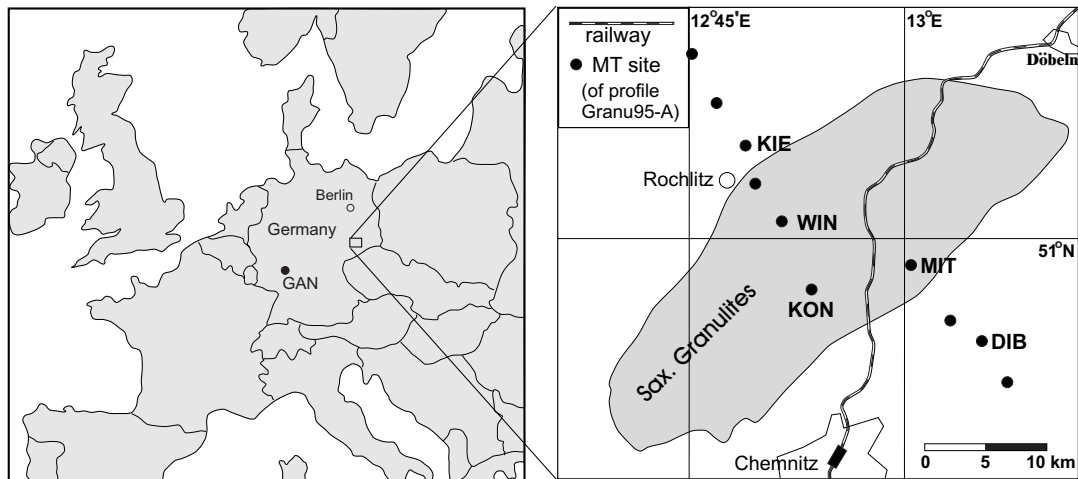 Berlin
Germany
GAN
railway
MT site
(of profile
Granu95-A)
12°45'E
13°E
Döbeln
KIE
Rochlitz
WIN
51°N
MIT
KON
Sax. Granulites
DIB
Chemnitz
0 5 10 km